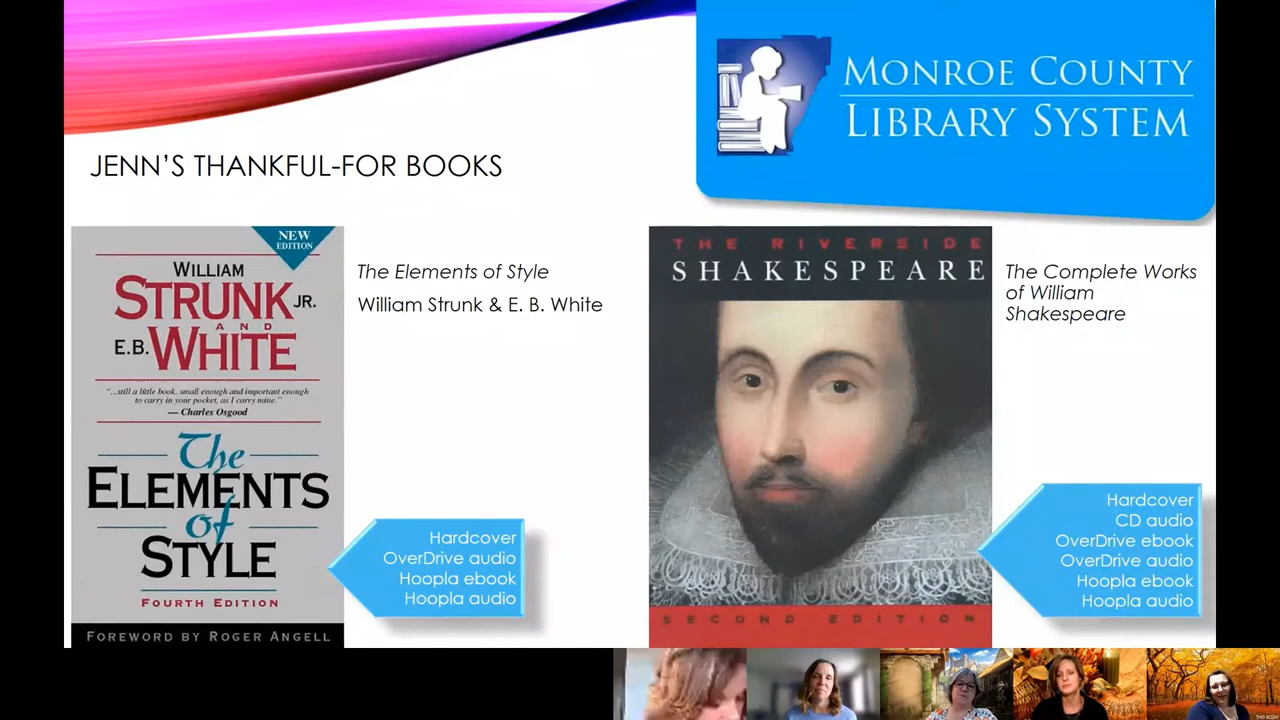 MONROE COUNTY
LIBRARY SYSTEM
JENN'S THANKFUL-FOR BOOKS
NEW
EDITION
WILLIAM
STRUNK JR.
AND
E.B. WHITE
"...still a little book, small enough and important enough
to carry in your pocket, as I carry mine."
— Charles Osgood
The
ELEMENTS
of
STYLE
FOURTH EDITION
FOREWORD BY ROGER ANGELL
The Elements of Style
William Strunk & E. B. White
Hardcover
OverDrive audio
Hoopla ebook
Hoopla audio
THE RIVERSIDE
SHAKESPEARE
SECOND EDITION
The Complete Works
of William
Shakespeare
Hardcover
CD audio
OverDrive ebook
OverDrive audio
Hoopla ebook
Hoopla audio